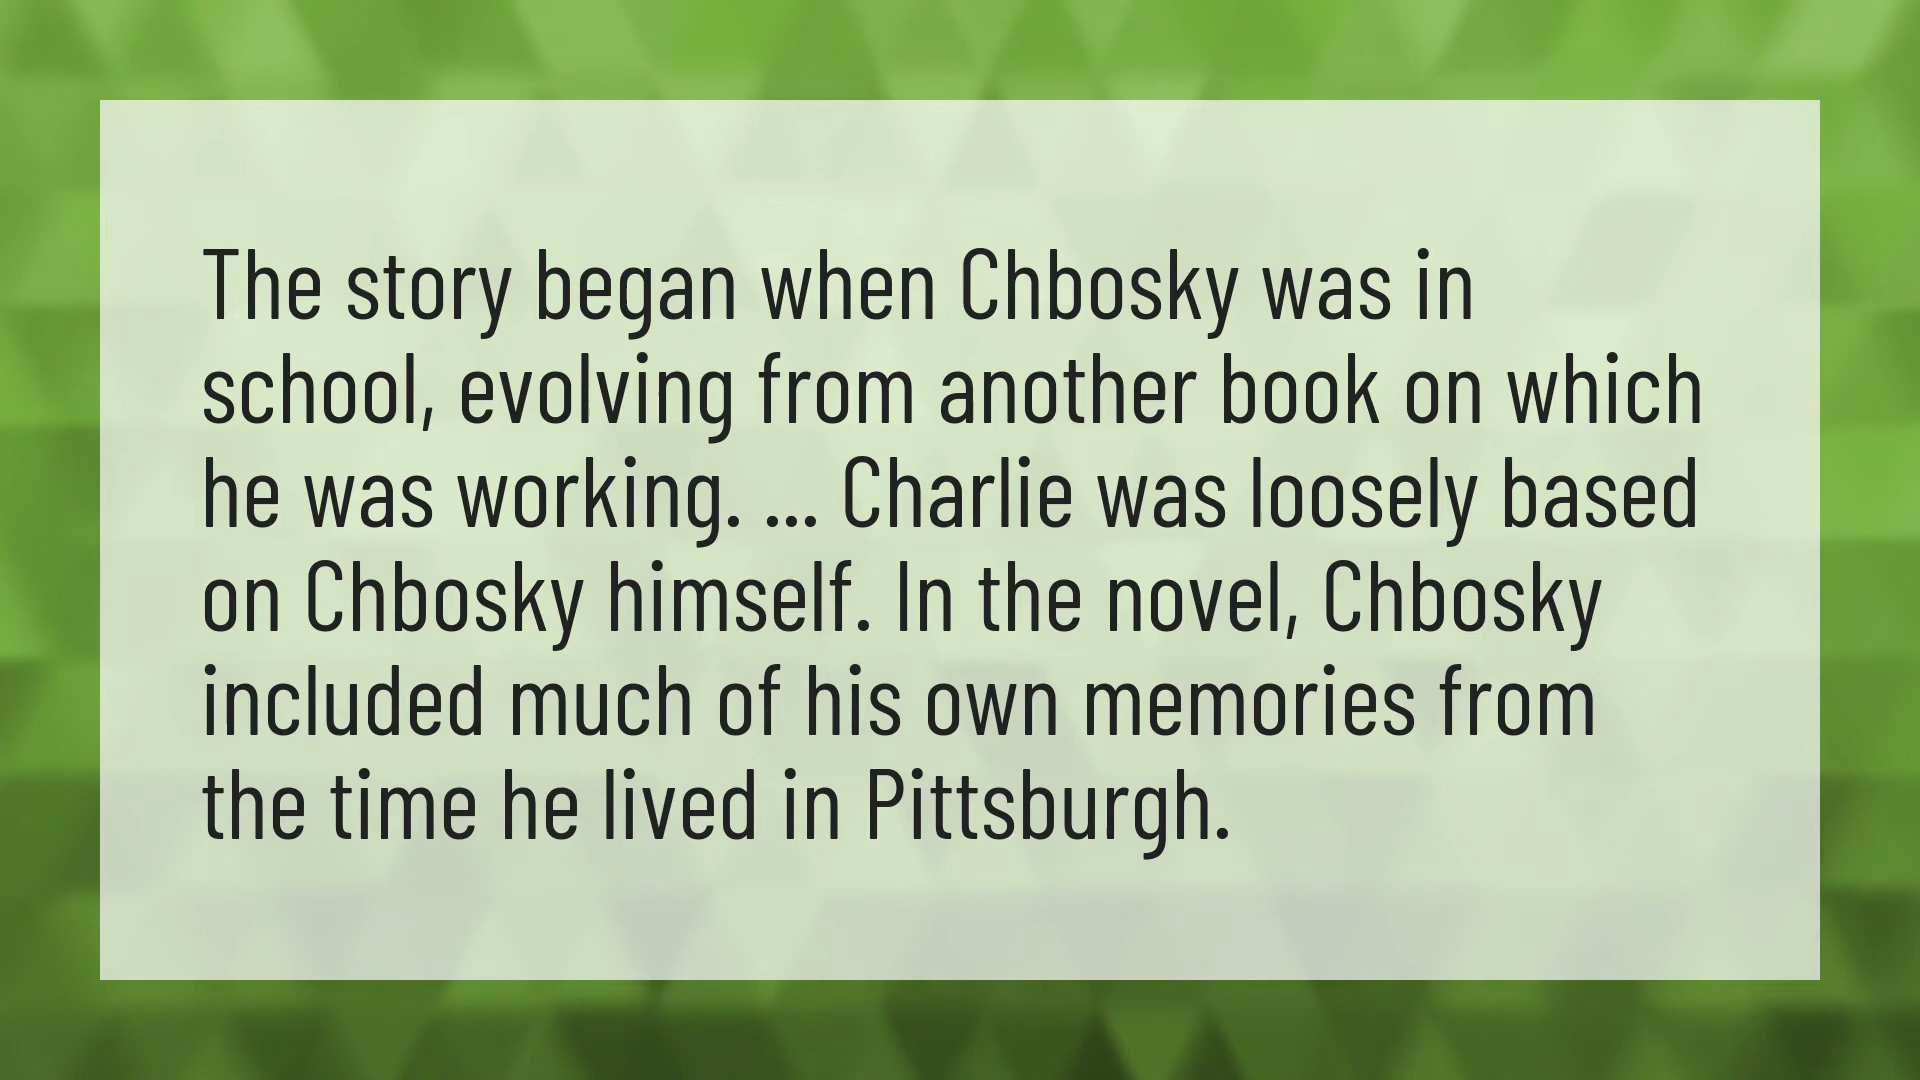 The story began when Chbosky was in
school, evolving from another book on which
he was working. ... Charlie was loosely based
on Chbosky himself. In the novel, Chbosky
included much of his own memories from
the time he lived in Pittsburgh.